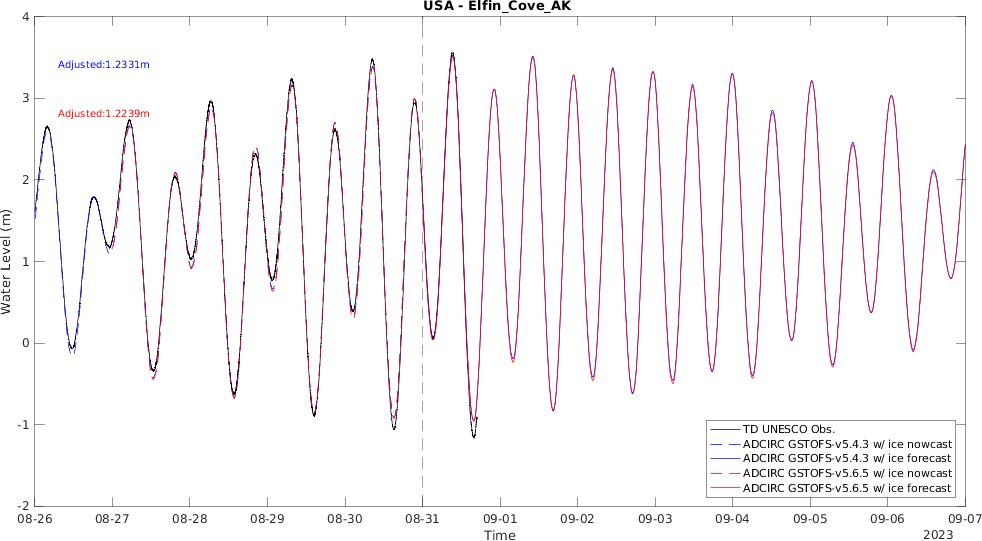 USA - Elfin_Cove_AK
4
3
2
1
0
-1
-2
Water Level (m)
Adjusted:1.2331m
Adjusted:1.2239m
TD UNESCO Obs.
ADCIRC GSTOFS-v5.4.3 w/ ice nowcast
ADCIRC GSTOFS-v5.4.3 w/ ice forecast
ADCIRC GSTOFS-v5.6.5 w/ ice nowcast
ADCIRC GSTOFS-v5.6.5 w/ ice forecast
08-26 08-27 08-28 08-29 08-30 08-31 09-01 09-02 09-03 09-04 09-05 09-06 09-07
Time
2023